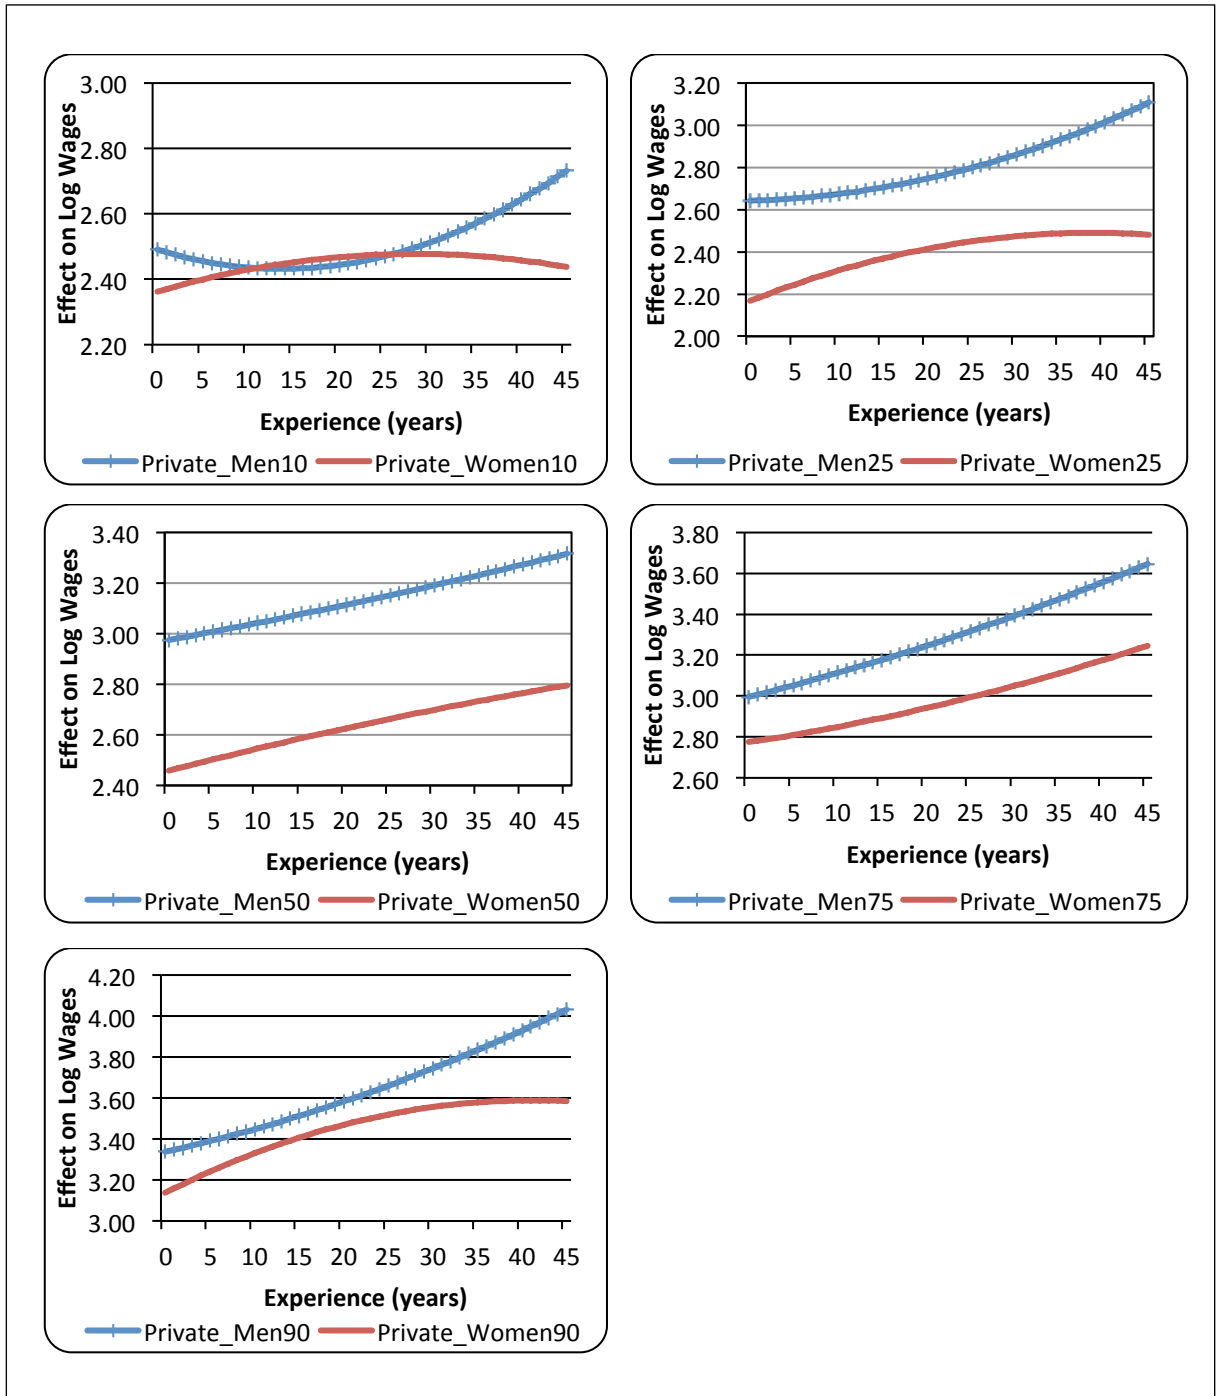 Effect on Log Wages
3.00
2.80
2.60
2.40
2.20
0 5 10 15 20 25 30 35 40 45
Experience (years)
Private_Men10 Private_Women10
Effect on Log Wages
3.20
3.00
2.80
2.60
2.40
2.20
2.00
0 5 10 15 20 25 30 35 40 45
Experience (years)
Private_Men25 Private_Women25
Effect on Log Wages
3.40
3.20
3.00
2.80
2.60
2.40
0 5 10 15 20 25 30 35 40 45
Experience (years)
Private_Men50 Private_Women50
Effect on Log Wages
3.80
3.60
3.40
3.20
3.00
2.80
2.60
0 5 10 15 20 25 30 35 40 45
Experience (years)
Private_Men75 Private_Women75
Effect on Log Wages
4.20
4.00
3.80
3.60
3.40
3.20
3.00
0 5 10 15 20 25 30 35 40 45
Experience (years)
Private_Men90 Private_Women90